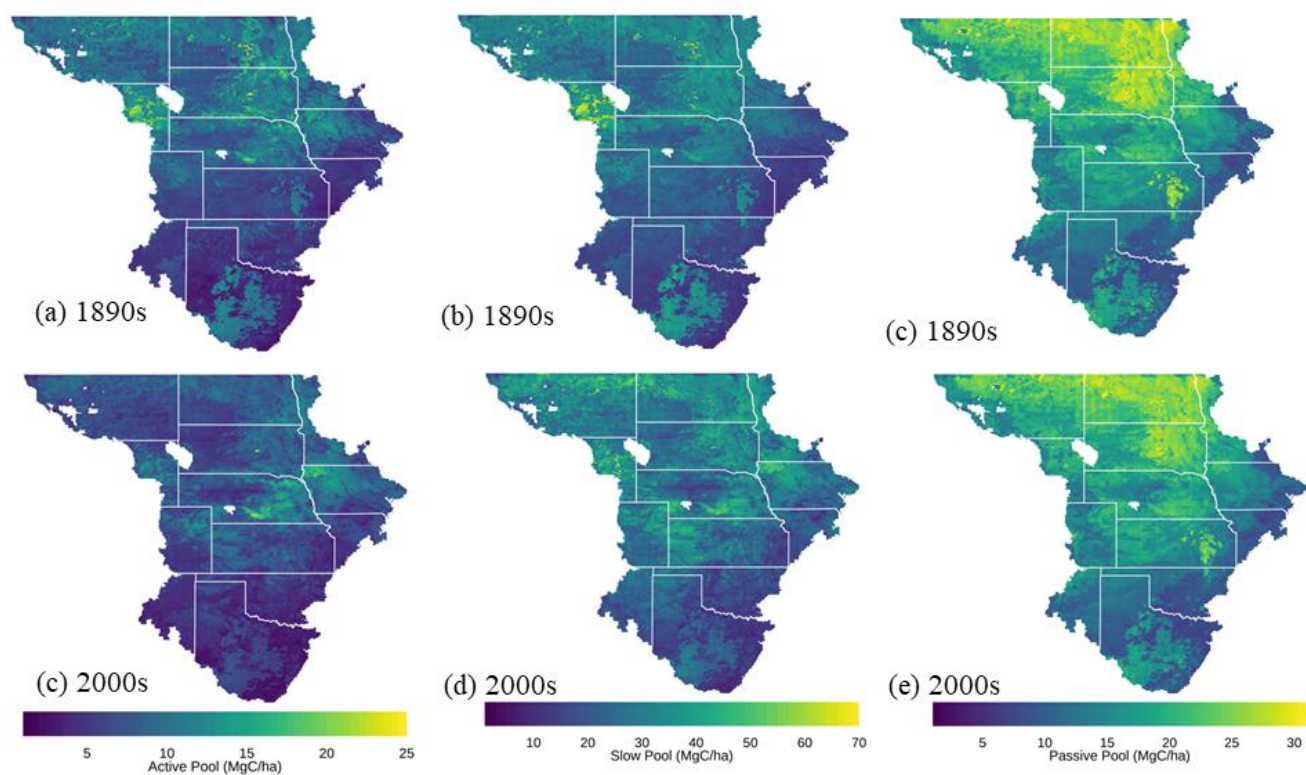 (a) 1890s
(b) 1890s
(c) 1890s
(c) 2000s
(d) 2000s
(e) 2000s
5 10 15 20 25
Active Pool (MgC/ha)
10 20 30 40 50 60 70
Slow Pool (MgC/ha)
5 10 15 20 25 30
Passive Pool (MgC/ha)